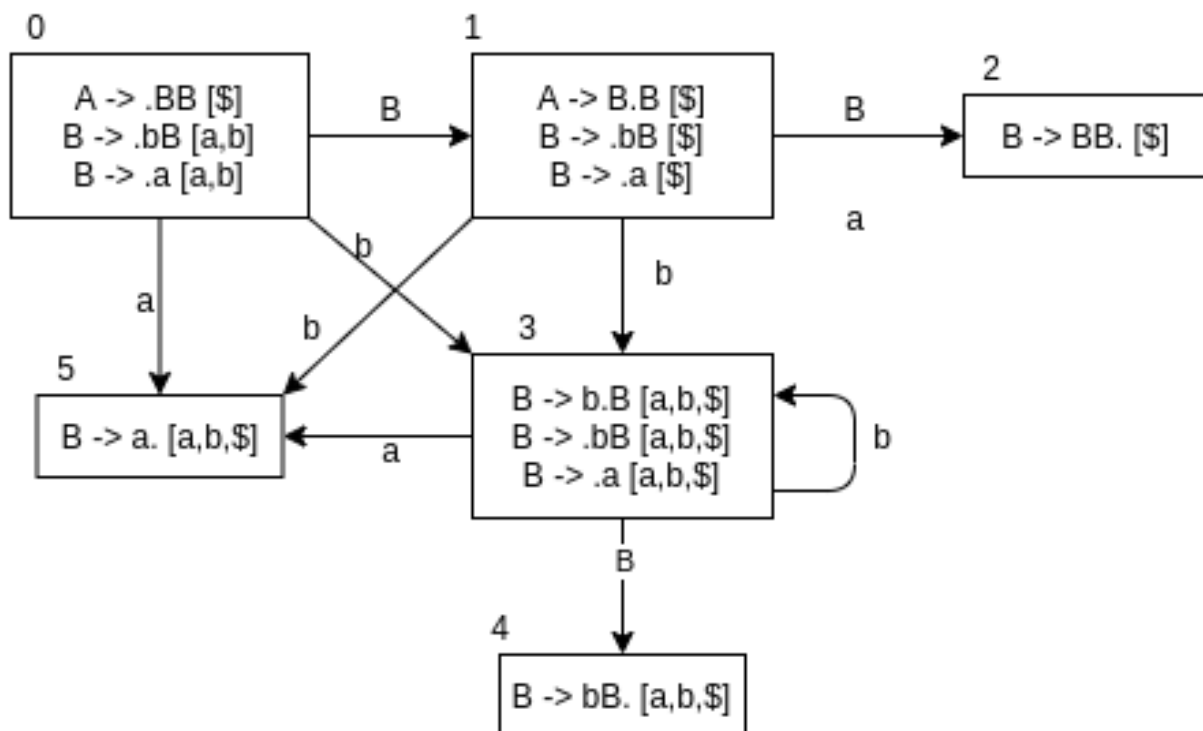 0
A -> .BB [$]
B -> .bB [a,b]
B -> .a [a,b]
B
1
A -> B.B [$]
B -> .bB [$]
B -> .a [$]
B
2
B -> BB. [$]
a
b
b
a
b
5
B -> a. [a,b,$]
a
3
B -> b.B [a,b,$]
B -> .bB [a,b,$]
B -> .a [a,b,$]
b
B
4
B -> bB. [a,b,$]